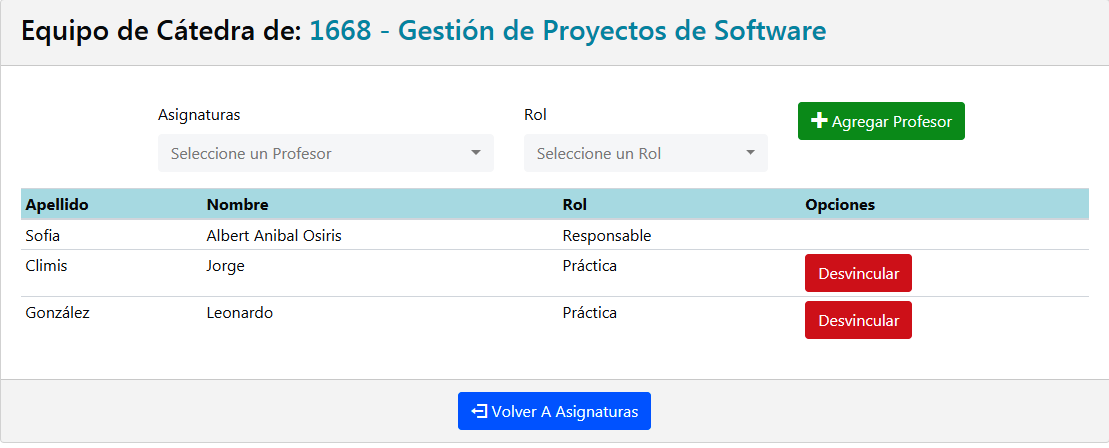 Equipo de Cátedra de: 1668 - Gestión de Proyectos de Software
Asignaturas Rol
Agregar Profesor
Seleccione un Profesor Seleccione un Rol
Apellido Nombre Rol Opciones
Sofia Albert Anibal Osiris Responsable
Climis Jorge Práctica Desvincular
González Leonardo Práctica Desvincular
Volver A Asignaturas